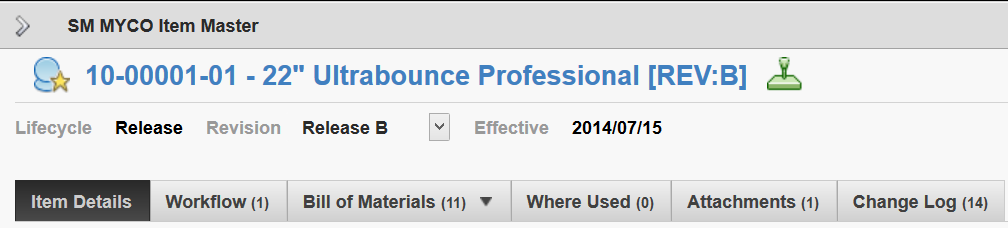 SM MYCO Item Master
10-00001-01 - 22" Ultrabounce Professional [REV:B]
Lifecycle Release Revision Release B Effective 2014/07/15
Item Details Workflow (1) Bill of Materials (11) Where Used (0) Attachments (1) Change Log (14)